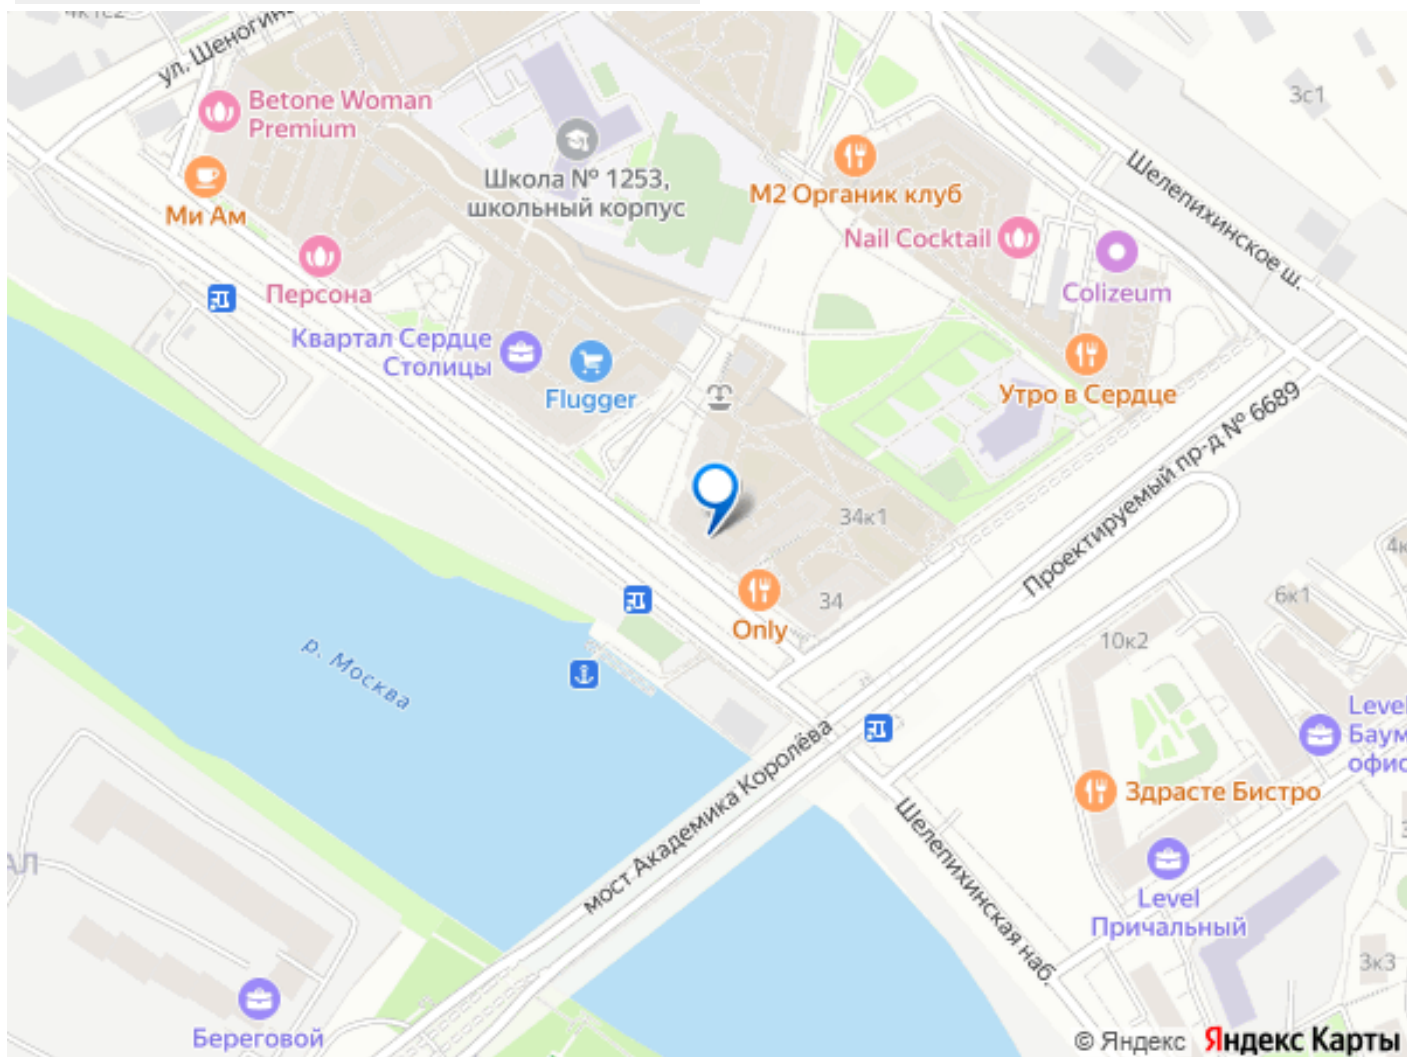 4к1с2
ул. Шеногина
Betone Woman
Premium
Ми Ам
Персона
Школа № 1253,
школьный корпус
М2 Органик клуб
Nail Cocktail
Colizeum
3с1
Шелепихинское ш.
Квартал Сердце
Столицы
Flugger
Утро в Сердце
Проектируемый пр-д № 6689
34к1
34
Only
р. Москва
мост Академика Королёва
6к1
10к2
Level
Здрасте Бистро
Level
Причальный
Шелепихинская наб.
3к3
Береговой
© Яндекс Яндекс Карты